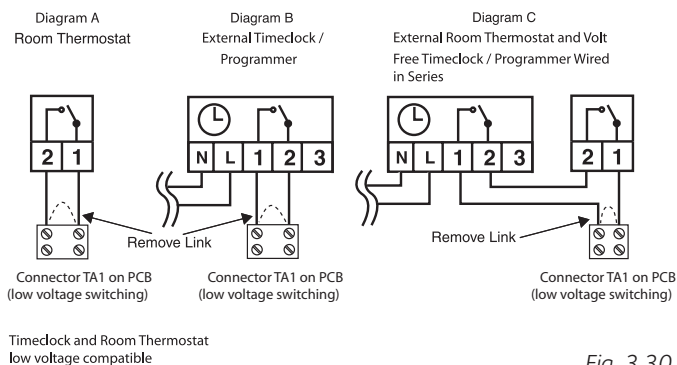 Diagram A
Room Thermostat
2 1
Remove Link
Connector TA1 on PCB
(low voltage switching)
Diagram B
External Timeclock /
Programmer
N L 1 2 3
Connector TA1 on PCB
(low voltage switching)
Diagram C
External Room Thermostat and Volt
Free Timeclock / Programmer Wired
in Series
N L 1 2 3
2 1
Remove Link
Connector TA1 on PCB
(low voltage switching)
Timeclock and Room Thermostat
low voltage compatible
Fig. 3.30